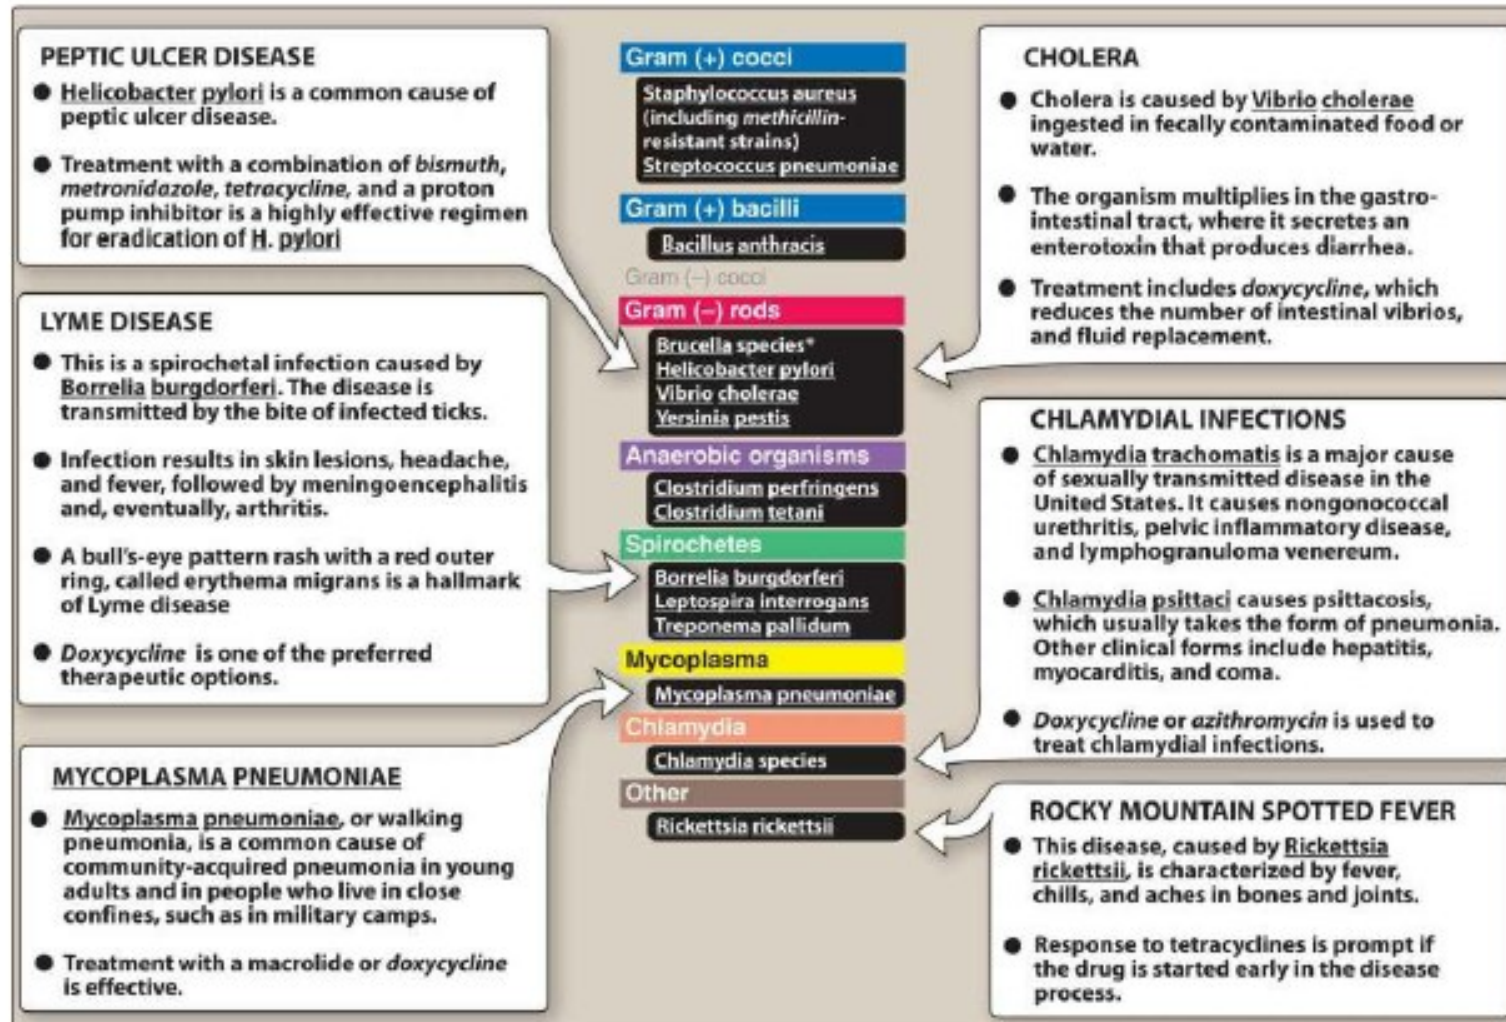 PEPTIC ULCER DISEASE
● Helicobacter pylori is a common cause of
peptic ulcer disease.
● Treatment with a combination of bismuth,
metronidazole, tetracycline, and a proton
pump inhibitor is a highly effective regimen
for eradication of H. pylori
LYME DISEASE
● This is a spirochetal infection caused by
Borrelia burgdorferi. The disease is
transmitted by the bite of infected ticks.
● Infection results in skin lesions, headache,
and fever, followed by meningoencephalitis
and, eventually, arthritis.
● A bull's-eye pattern rash with a red outer
ring, called erythema migrans is a hallmark
of Lyme disease
● Doxycycline is one of the preferred
therapeutic options.
MYCOPLASMA PNEUMONIAE
● Mycoplasma pneumoniae, or walking
pneumonia, is a common cause of
community-acquired pneumonia in young
adults and in people who live in close
confines, such as in military camps.
● Treatment with a macrolide or doxycycline
is effective.
Gram (+) cocci
Staphylococcus aureus
(including methicillin-
resistant strains)
Streptococcus pneumoniae
Gram (+) bacilli
Bacillus anthracis
Gram (–) cocci
Gram (–) rods
Brucella species*
Helicobacter pylori
Vibrio cholerae
Yersinia pestis
Anaerobic organisms
Clostridium perfringens
Clostridium tetani
Spirochetes
Borrelia burgdorferi
Leptospira interrogans
Treponema pallidum
Mycoplasma
Mycoplasma pneumoniae
Chlamydia
Chlamydia species
Other
Rickettsia rickettsii
CHOLERA
● Cholera is caused by Vibrio cholerae
ingested in fecally contaminated food or
water.
● The organism multiplies in the gastro-
intestinal tract, where it secretes an
enterotoxin that produces diarrhea.
● Treatment includes doxycycline, which
reduces the number of intestinal vibrios,
and fluid replacement.
CHLAMYDIAL INFECTIONS
● Chlamydia trachomatis is a major cause
of sexually transmitted disease in the
United States. It causes nongonococcal
urethritis, pelvic inflammatory disease,
and lymphogranuloma venereum.
● Chlamydia psittaci causes psittacosis,
which usually takes the form of pneumonia.
Other clinical forms include hepatitis,
myocarditis, and coma.
● Doxycycline or azithromycin is used to
treat chlamydial infections.
ROCKY MOUNTAIN SPOTTED FEVER
● This disease, caused by Rickettsia
rickettsii, is characterized by fever,
chills, and aches in bones and joints.
● Response to tetracyclines is prompt if
the drug is started early in the disease
process.